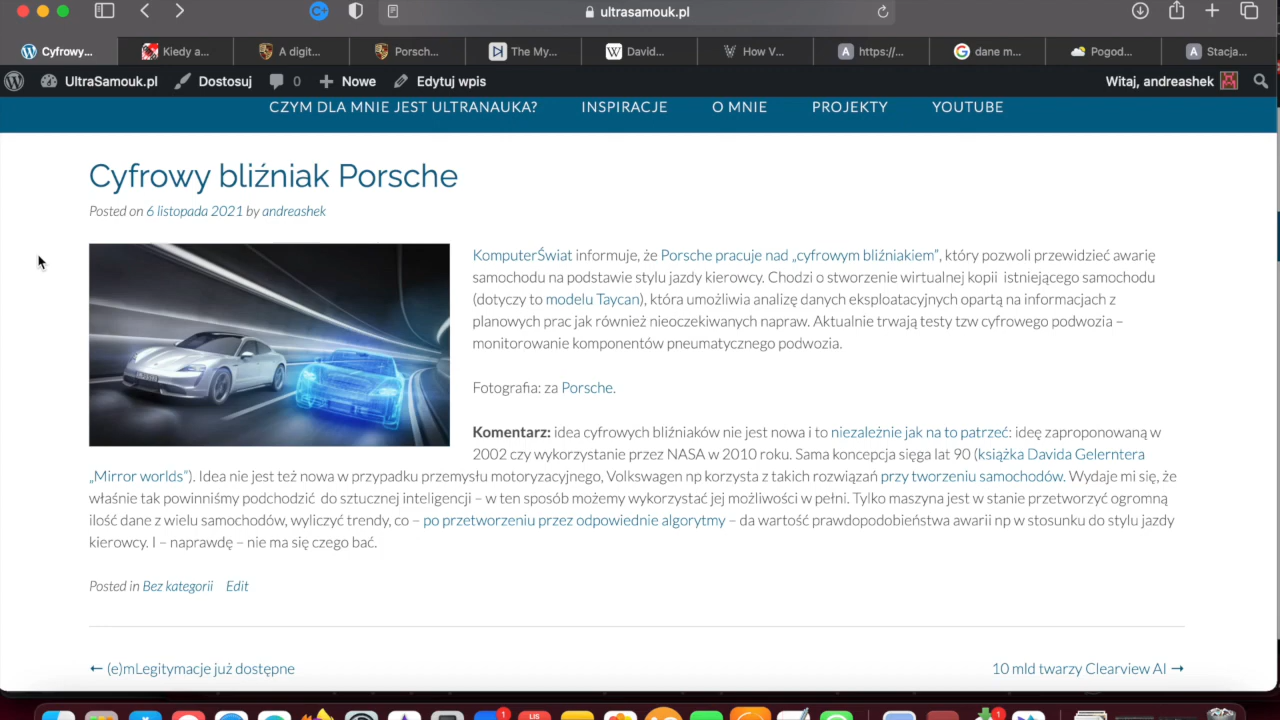 ultrasamouk.pl
Cyfrowy...
Kiedy a...
A digit...
Porsch...
The My...
David...
How V...
https://...
dane m...
Pogod...
Stacja...
UltraSamouk.pl
Dostosuj
0
Nowe
Edytuj wpis
Witaj, andreashek
CZYM DLA MNIE JEST ULTRANAUKA?
INSPIRACJE
O MNIE
PROJEKTY
YOUTUBE
Cyfrowy bliźniak Porsche
Posted on 6 listopada 2021 by andreashek
KomputerŚwiat informuje, że Porsche pracuje nad „cyfrowym bliźniakiem”, który pozwoli przewidzieć awarię
samochodu na podstawie stylu jazdy kierowcy. Chodzi o stworzenie wirtualnej kopii istniejącego samochodu
(dotyczy to modelu Taycan), która umożliwia analizę danych eksploatacyjnych opartą na informacjach z
planowych prac jak również nieoczekiwanych napraw. Aktualnie trwają testy tzw cyfrowego podwozia –
monitorowanie komponentów pneumatycznego podwozia.
Fotografia: za Porsche.
Komentarz: idea cyfrowych bliźniaków nie jest nowa i to niezależnie jak na to patrzeć: ideę zaproponowaną w
2002 czy wykorzystanie przez NASA w 2010 roku. Sama koncepcja sięga lat 90 (książka Davida Gelerntera
„Mirror worlds”). Idea nie jest też nowa w przypadku przemysłu motoryzacyjnego, Volkswagen np korzysta z takich rozwiązań przy tworzeniu samochodów. Wydaje mi się, że
właśnie tak powinniśmy podchodzić do sztucznej inteligencji – w ten sposób możemy wykorzystać jej możliwości w pełni. Tylko maszyna jest w stanie przetworzyć ogromną
ilość dane z wielu samochodów, wyliczyć trendy, co – po przetworzeniu przez odpowiednie algorytmy – da wartość prawdopodobieństwa awarii np w stosunku do stylu jazdy
kierowcy. I – naprawdę – nie ma się czego bać.
Posted in Bez kategorii Edit
← (e)mLegitymacje już dostępne
10 mld twarzy Clearview AI →
1
LIS
1